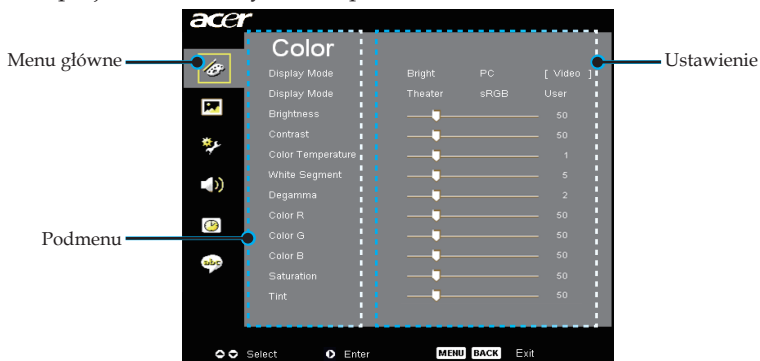 acer
Menu główne
Color
Ustawienie
Display Mode Bright PC [ Video ]
Display Mode Theater sRGB User
Brightness 50
Contrast 50
Color Temperature 1
White Segment 5
Degamma 2
Color R 50
Podmenu
Color G 50
Color B 50
abc
Saturation 50
Tint 50
Select Enter MENU BACK Exit